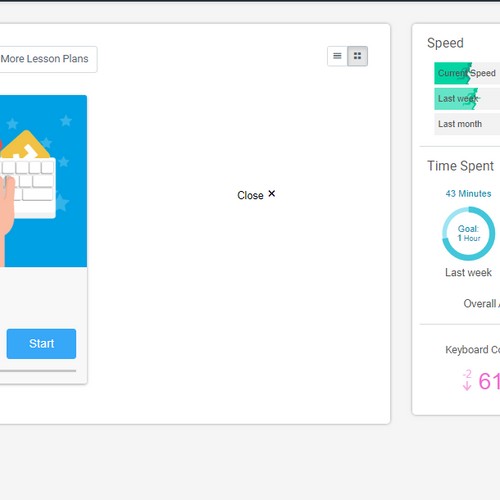 More Lesson Plans
Close ×
Start
Speed
Current Speed
Last week
Last month
Time Spent
43 Minutes
Goal:
1 Hour
Last week
Overall
Keyboard
-2
61